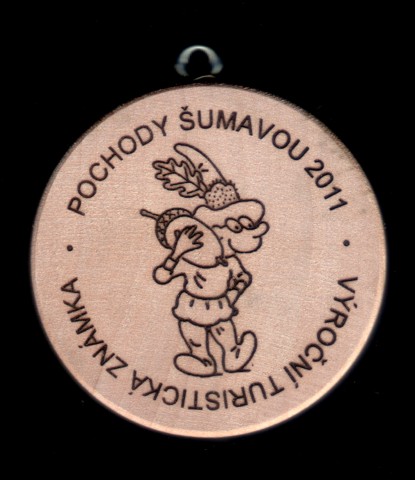 POCHODY ŠUMAVOU 2011
VÝROČNÍ TURISTICKÁ ZNÁMKA